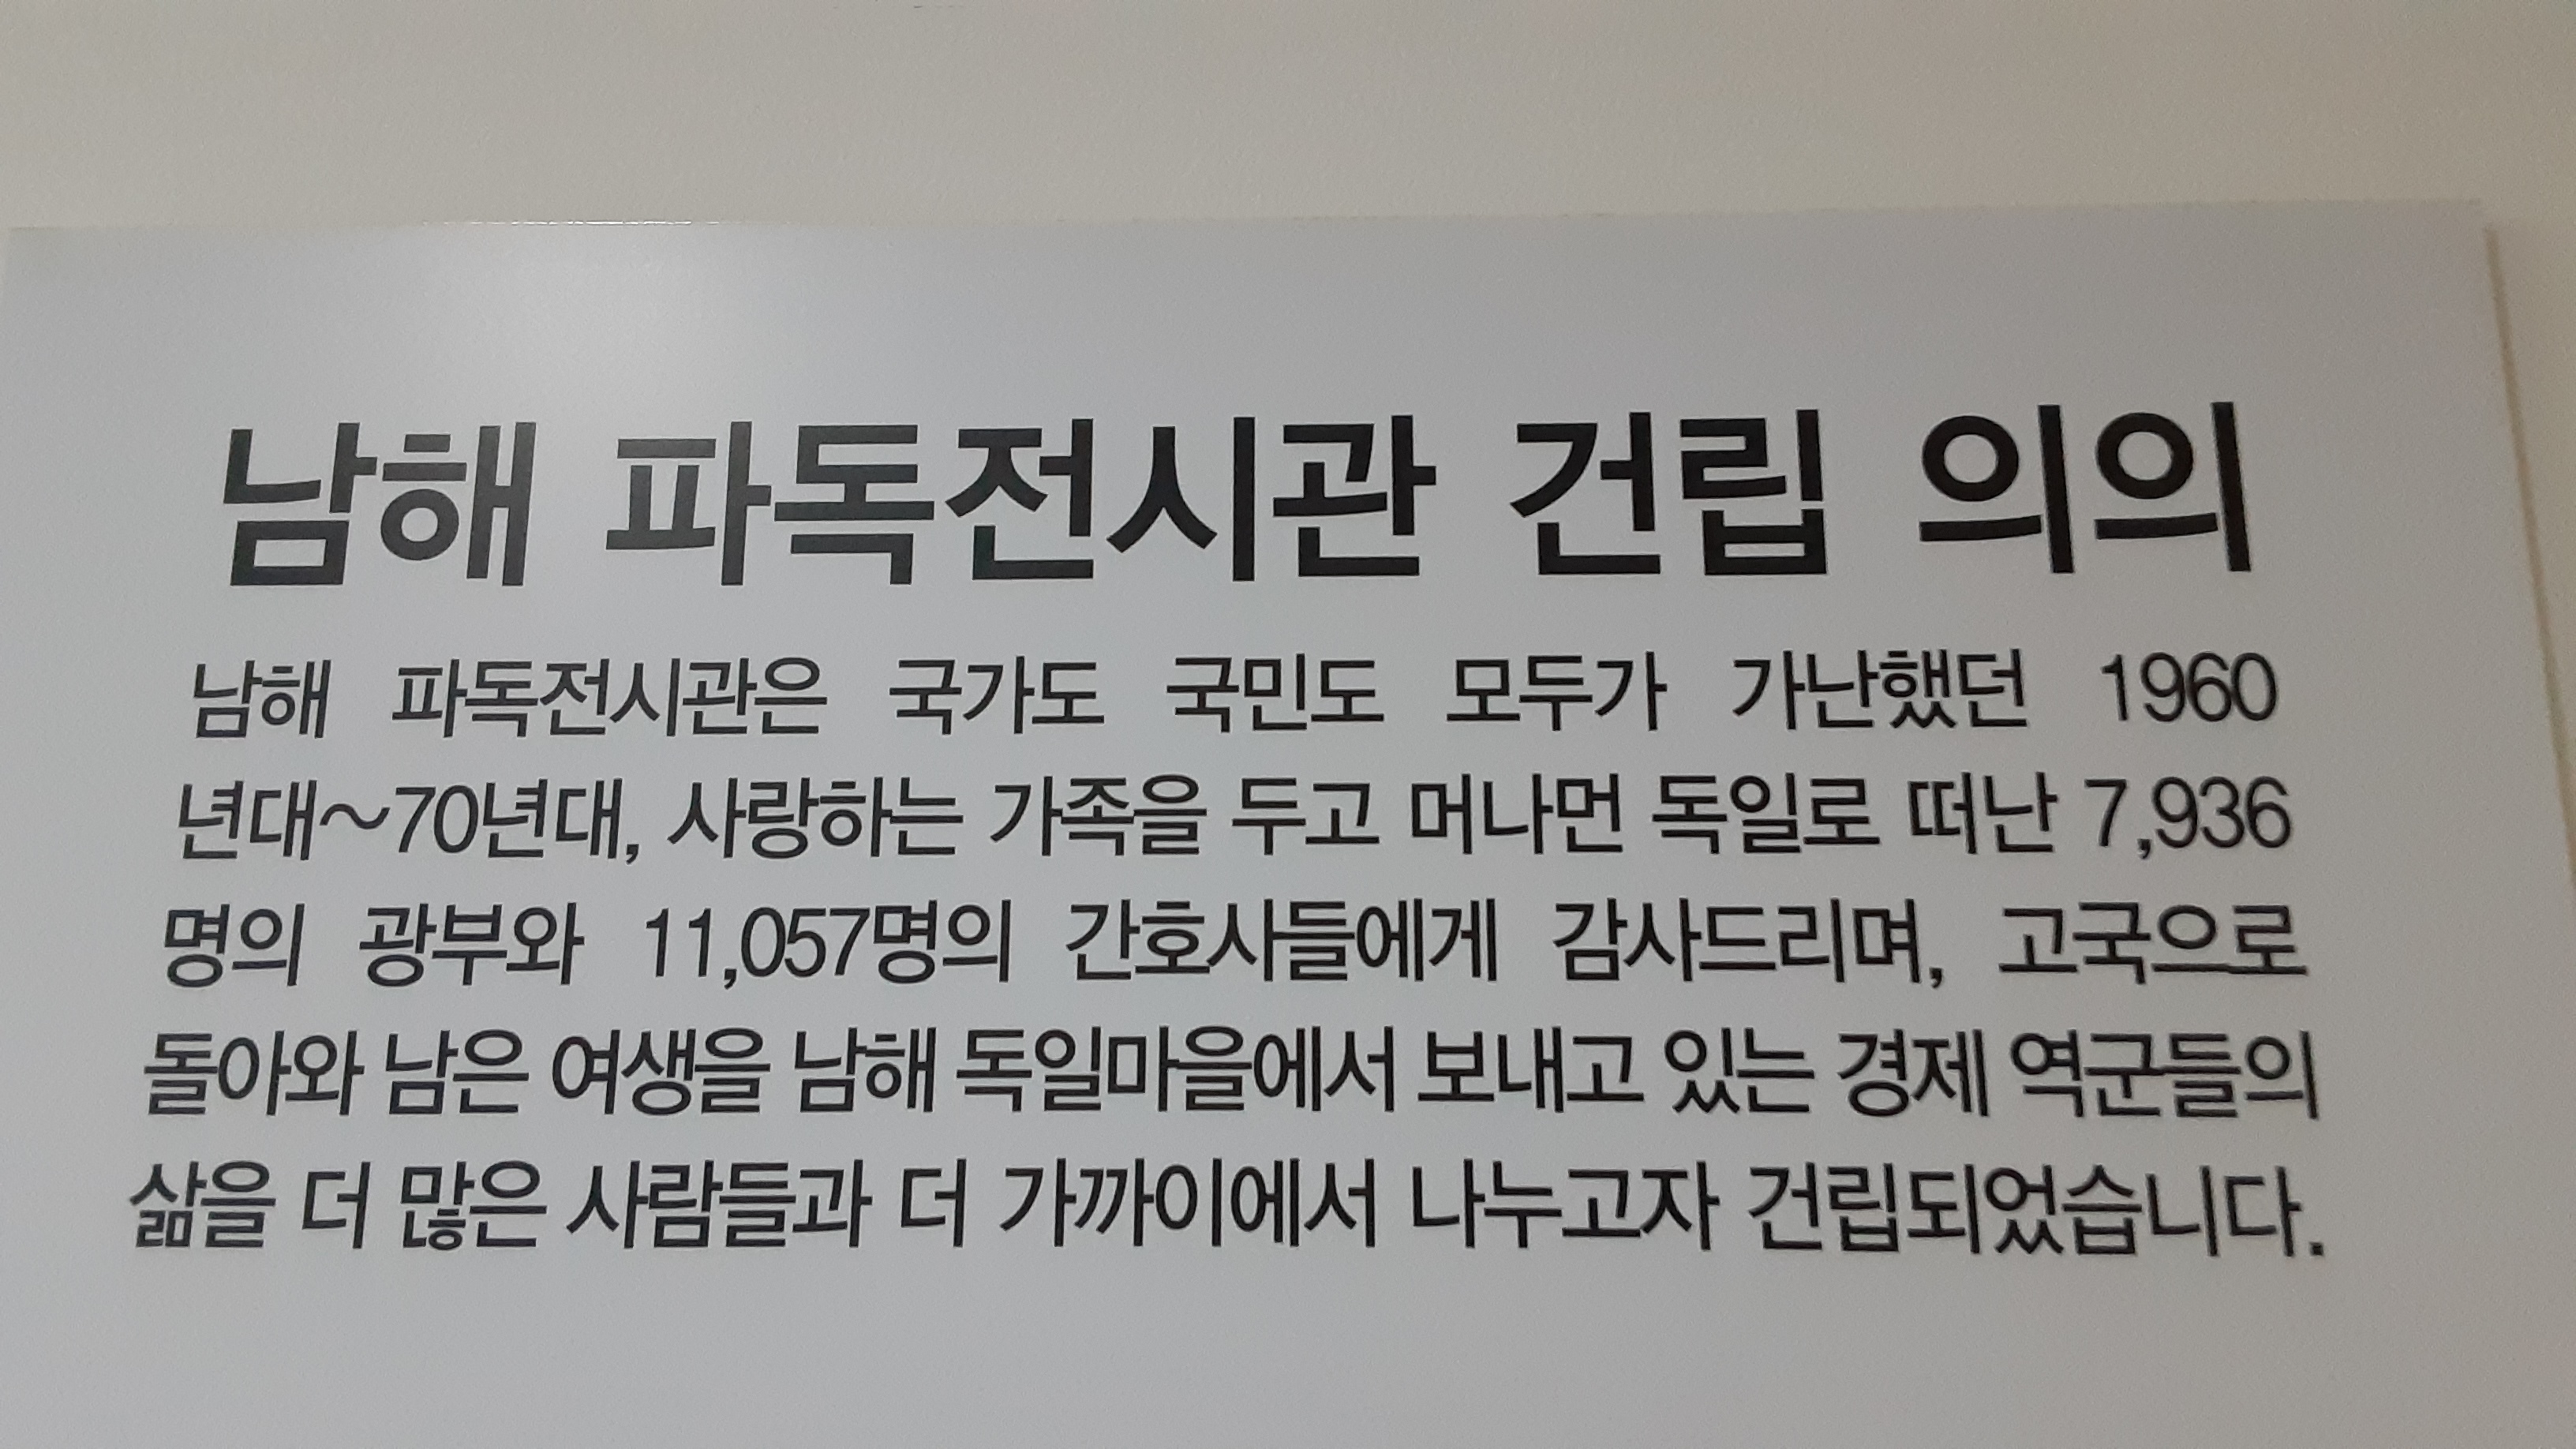 남해 파독전시관 건립 의의
남해 파독전시관은 국가도 국민도 모두가 가난했던 1960
년대~70년대, 사랑하는 가족을 두고 머나먼 독일로 떠난 7,936
명의 광부와 11,057명의 간호사들에게 감사드리며, 고국으로
돌아와 남은 여생을 남해 독일마을에서 보내고 있는 경제 역군들의
삶을 더 많은 사람들과 더 가까이에서 나누고자 건립되었습니다.